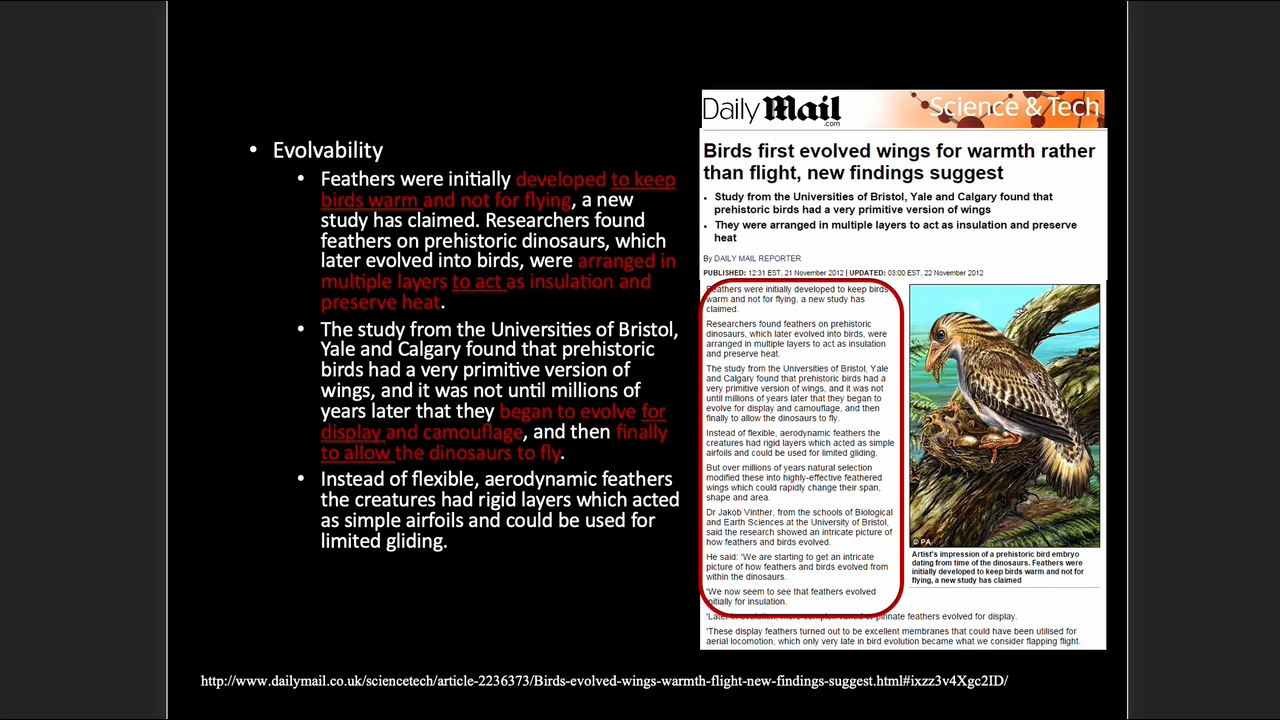 • Evolvability
• Feathers were initially developed to keep
birds warm and not for flying, a new
study has claimed. Researchers found
feathers on prehistoric dinosaurs, which
later evolved into birds, were arranged in
multiple layers to act as insulation and
preserve heat.
• The study from the Universities of Bristol,
Yale and Calgary found that prehistoric
birds had a very primitive version of
wings, and it was not until millions of
years later that they began to evolve for
display and camouflage, and then finally
to allow the dinosaurs to fly.
• Instead of flexible, aerodynamic feathers
the creatures had rigid layers which acted
as simple airfoils and could be used for
limited gliding.
Daily Mail
.com
Science & Tech
Birds first evolved wings for warmth rather
than flight, new findings suggest
• Study from the Universities of Bristol, Yale and Calgary found that
prehistoric birds had a very primitive version of wings
• They were arranged in multiple layers to act as insulation and preserve
heat
By DAILY MAIL REPORTER
PUBLISHED: 12:31 EST, 21 November 2012 | UPDATED: 03:00 EST, 22 November 2012
Feathers were initially developed to keep birds
warm and not for flying, a new study has
claimed.
Researchers found feathers on prehistoric
dinosaurs, which later evolved into birds, were
arranged in multiple layers to act as insulation
and preserve heat.
The study from the Universities of Bristol, Yale
and Calgary found that prehistoric birds had a
very primitive version of wings, and it was not
until millions of years later that they began to
evolve for display and camouflage, and then
finally to allow the dinosaurs to fly.
Instead of flexible, aerodynamic feathers the
creatures had rigid layers which acted as simple
airfoils and could be used for limited gliding.
But over millions of years natural selection
modified these into highly-effective feathered
wings which could rapidly change their span,
shape and area.
Dr Jakob Vinther, from the schools of Biological
and Earth Sciences at the University of Bristol,
said the research showed an intricate picture of
how feathers and birds evolved.
He said: 'We are starting to get an intricate
picture of how feathers and birds evolved from
within the dinosaurs.
'We now seem to see that feathers evolved
initially for insulation.
'Later in evolution, more complex vaned or pinnate feathers evolved for display.
'These display feathers turned out to be excellent membranes that could have been utilised for
aerial locomotion, which only very late in bird evolution became what we consider flapping flight.
© PA
Artist's impression of a prehistoric bird embryo
dating from time of the dinosaurs. Feathers were
initially developed to keep birds warm and not for
flying, a new study has claimed
http://www.dailymail.co.uk/sciencetech/article-2236373/Birds-evolved-wings-warmth-flight-new-findings-suggest.html#ixzz3v4Xgc2ID/